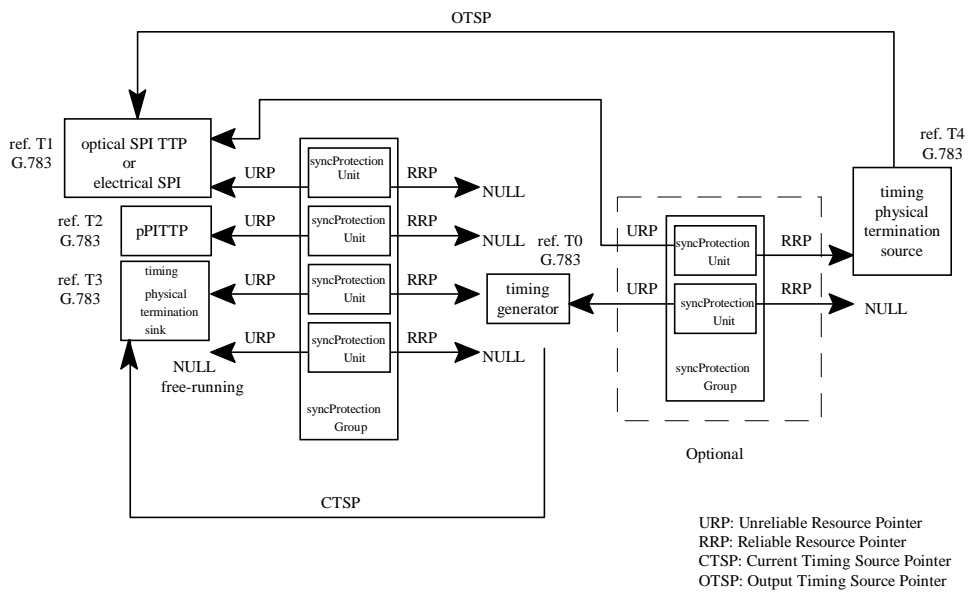 OTSP
ref. T1
G.783
optical SPI TTP
or
electrical SPI
URP
syncProtection
Unit
RRP
NULL
ref. T2
G.783
pPITTP
URP
syncProtection
Unit
RRP
NULL
ref. T3
G.783
timing
physical
termination
sink
URP
syncProtection
Unit
RRP
ref. T0
G.783
timing
generator
NULL
free-running
URP
syncProtection
Unit
RRP
NULL
syncProtection
Group
CTSP
URP
syncProtection
Unit
RRP
ref. T4
G.783
timing
physical
termination
source
URP
syncProtection
Unit
RRP
NULL
syncProtection
Group
Optional
URP: Unreliable Resource Pointer
RRP: Reliable Resource Pointer
CTSP: Current Timing Source Pointer
OTSP: Output Timing Source Pointer